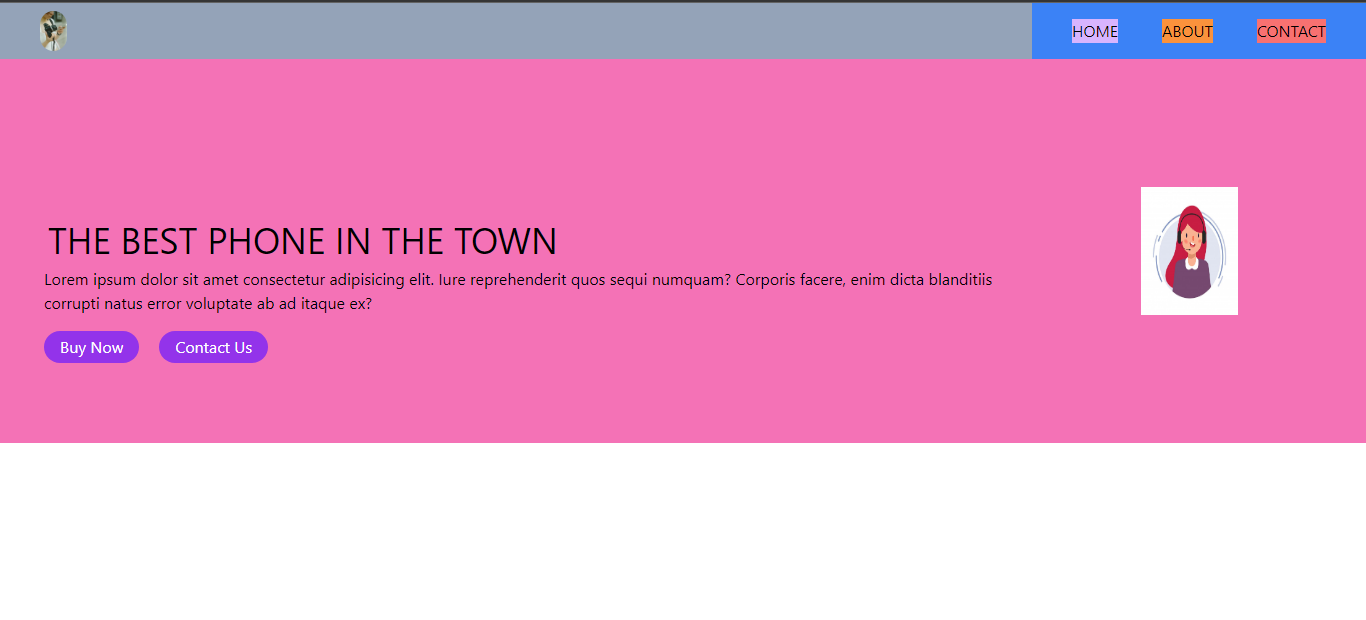 HOME ABOUT CONTACT
THE BEST PHONE IN THE TOWN
Lorem ipsum dolor sit amet consectetur adipisicing elit. Iure reprehenderit quos sequi numquam? Corporis facere, enim dicta blanditiis
corrupti natus error voluptate ab ad itaque ex?
Buy Now Contact Us